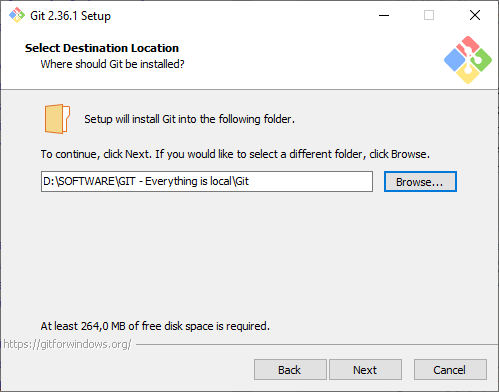 Git 2.36.1 Setup
Select Destination Location
Where should Git be installed?
Setup will install Git into the following folder.
To continue, click Next. If you would like to select a different folder, click Browse.
D:\SOFTWARE\GIT - Everything is local\Git
Browse...
At least 264,0 MB of free disk space is required.
https://gitforwindows.org/
Back
Next
Cancel